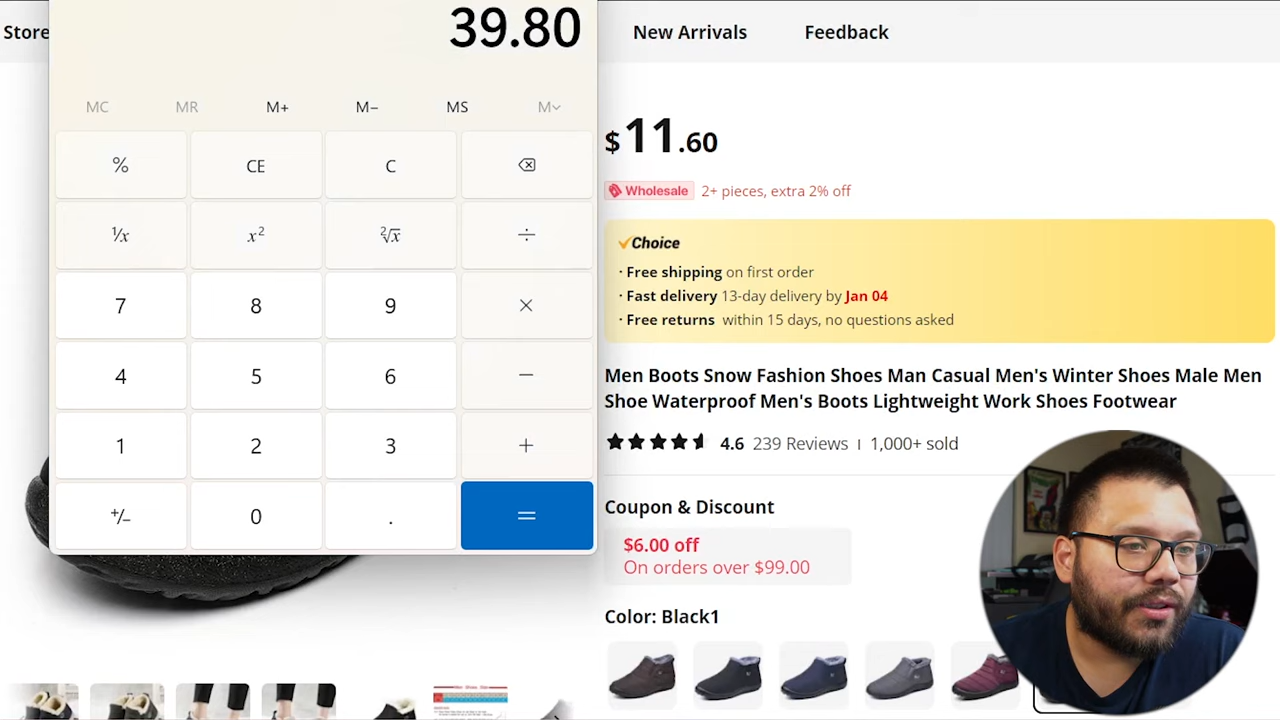 Store
New Arrivals
Feedback
39.80
MC MR M+ M− MS M˅
% CE C
⅟x x² ²√x ÷
7 8 9 ×
4 5 6 −
1 2 3 +
+/− 0 . =
$11.60
Wholesale 2+ pieces, extra 2% off
Choice
· Free shipping on first order
· Fast delivery 13-day delivery by Jan 04
· Free returns within 15 days, no questions asked
Men Boots Snow Fashion Shoes Man Casual Men's Winter Shoes Male Men
Shoe Waterproof Men's Boots Lightweight Work Shoes Footwear
4.6 239 Reviews | 1,000+ sold
Coupon & Discount
$6.00 off
On orders over $99.00
Color: Black1